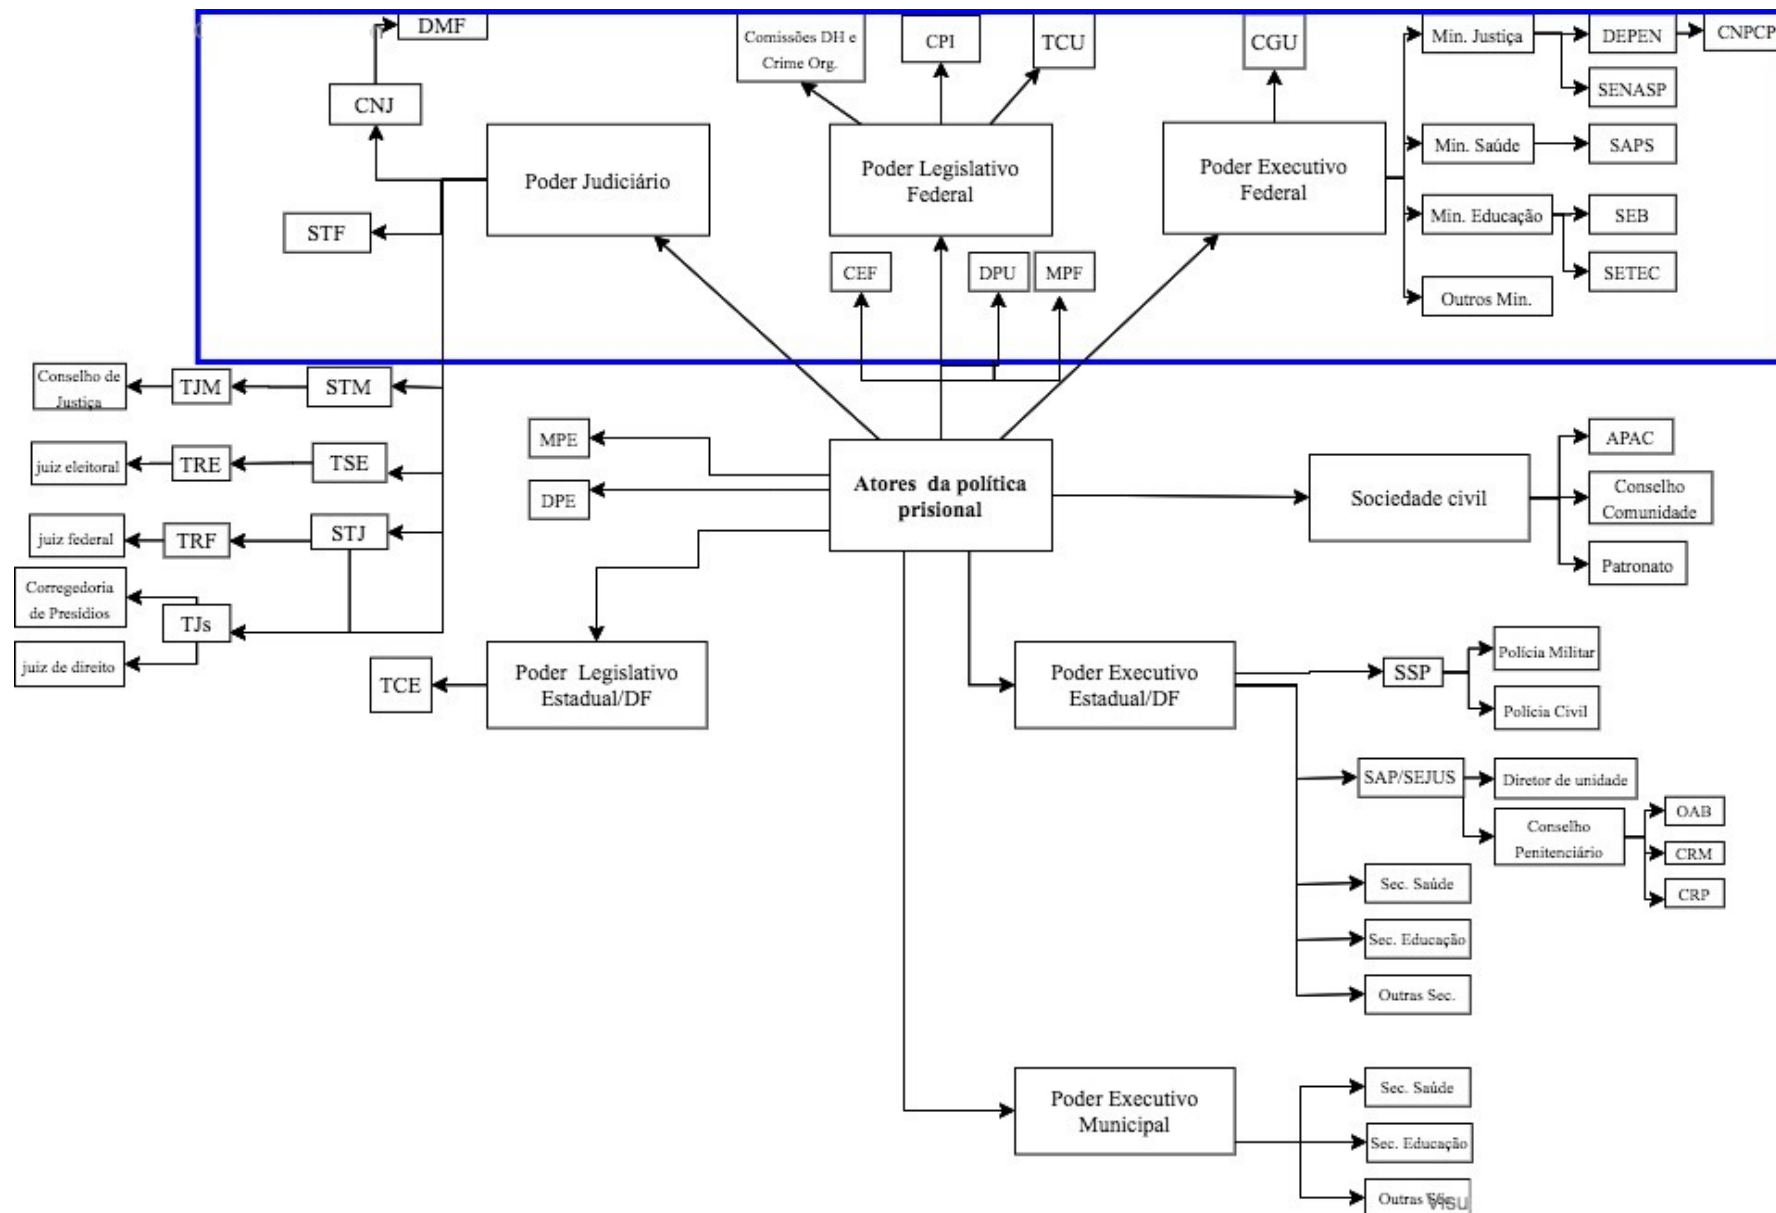 DMF
Comissões DH e
Crime Org.
CPI
TCU
CGU
Min. Justiça
DEPEN
CNPCP
SENASP
CNJ
Poder Judiciário
Poder Legislativo
Federal
Poder Executivo
Federal
Min. Saúde
SAPS
STF
Min. Educação
SEB
SETEC
CEF
DPU
MPF
Outros Min.
Conselho de
Justiça
TJM
STM
juiz eleitoral
TRE
TSE
juiz federal
TRF
STJ
Corregedoria
de Presídios
TJs
juiz de direito
MPE
DPE
Atores da política
prisional
Sociedade civil
APAC
Conselho
Comunidade
Patronato
TCE
Poder Legislativo
Estadual/DF
Poder Executivo
Estadual/DF
SSP
Polícia Militar
Polícia Civil
SAP/SEJUS
Diretor de unidade
Conselho
Penitenciário
OAB
CRM
CRP
Sec. Saúde
Sec. Educação
Outras Sec.
Poder Executivo
Municipal
Sec. Saúde
Sec. Educação
Outras Sec.
Visu